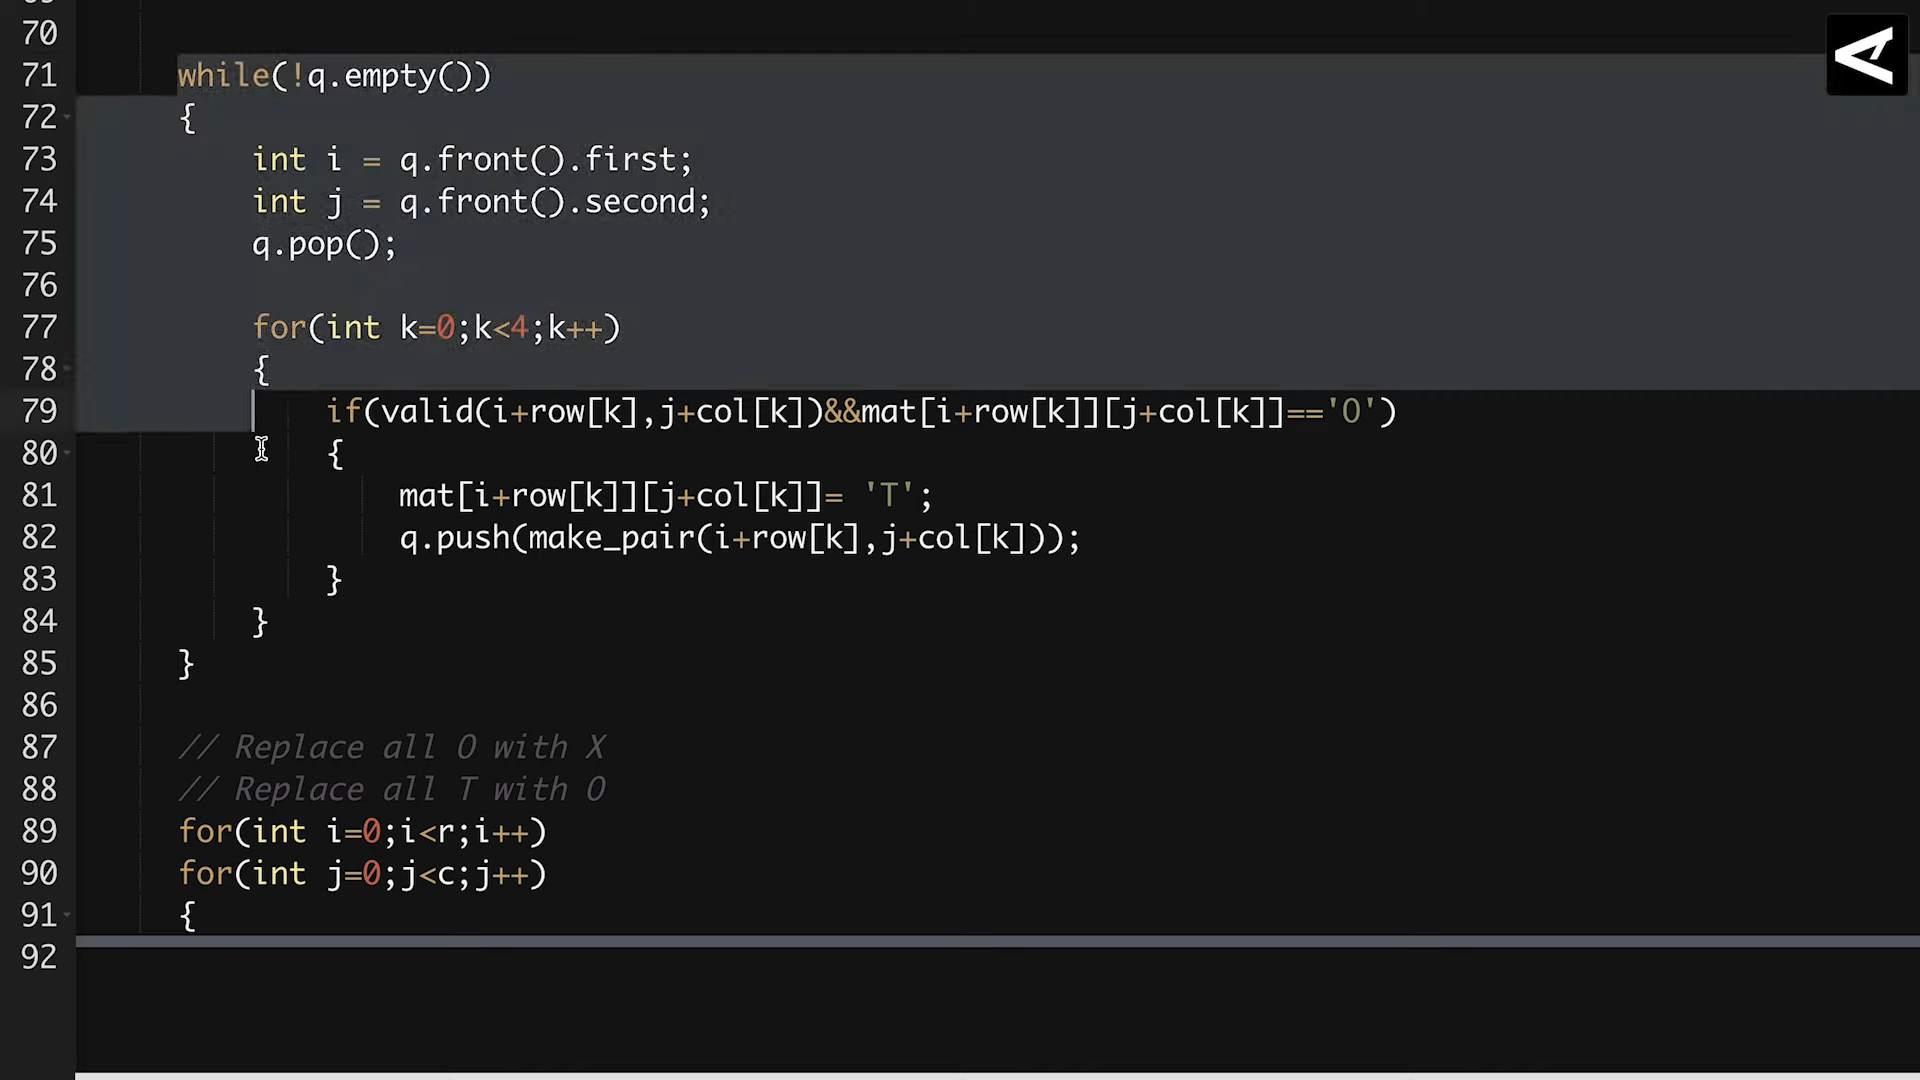 70
71 while(!q.empty())
72 {
73 int i = q.front().first;
74 int j = q.front().second;
75 q.pop();
76
77 for(int k=0;k<4;k++)
78 {
79 if(valid(i+row[k],j+col[k])&&mat[i+row[k]][j+col[k]]=='O')
80 {
81 mat[i+row[k]][j+col[k]]= 'T';
82 q.push(make_pair(i+row[k],j+col[k]));
83 }
84 }
85 }
86
87 // Replace all O with X
88 // Replace all T with O
89 for(int i=0;i<r;i++)
90 for(int j=0;j<c;j++)
91 {
92